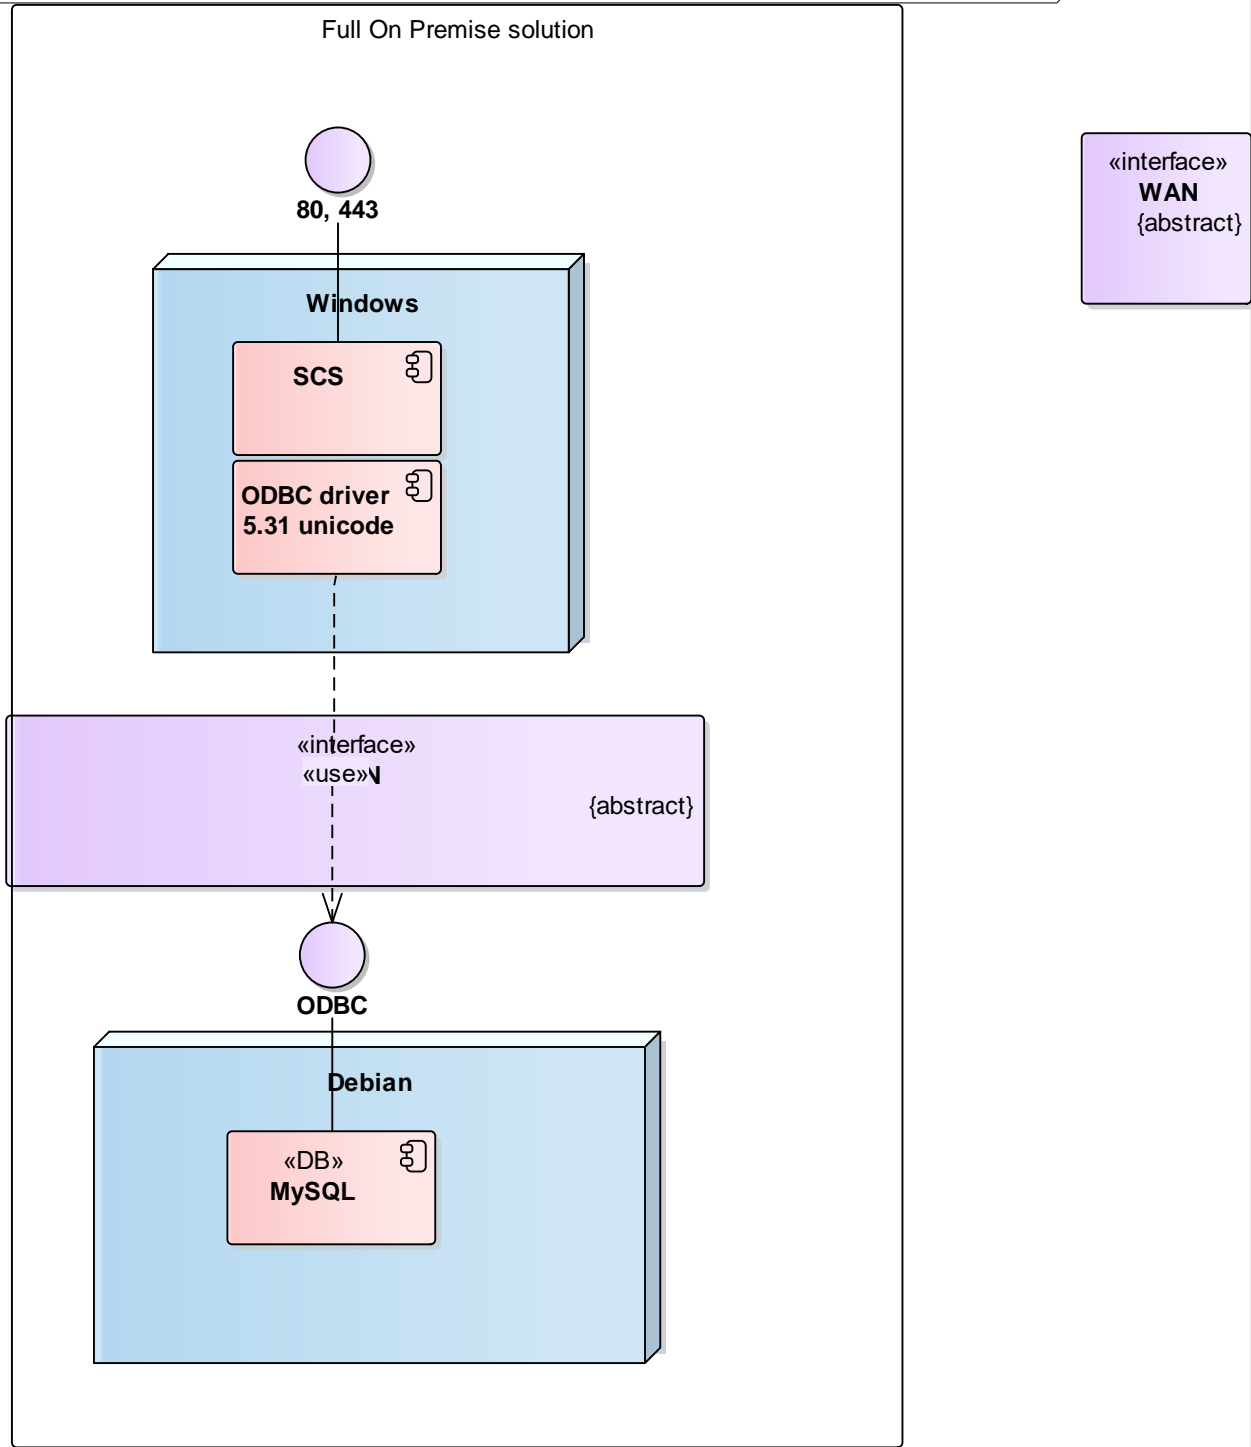 Full On Premise solution
80, 443
«interface»
WAN
{abstract}
Windows
SCS
ODBC driver
5.31 unicode
«interface»
«use»
{abstract}
ODBC
Debian
«DB»
MySQL